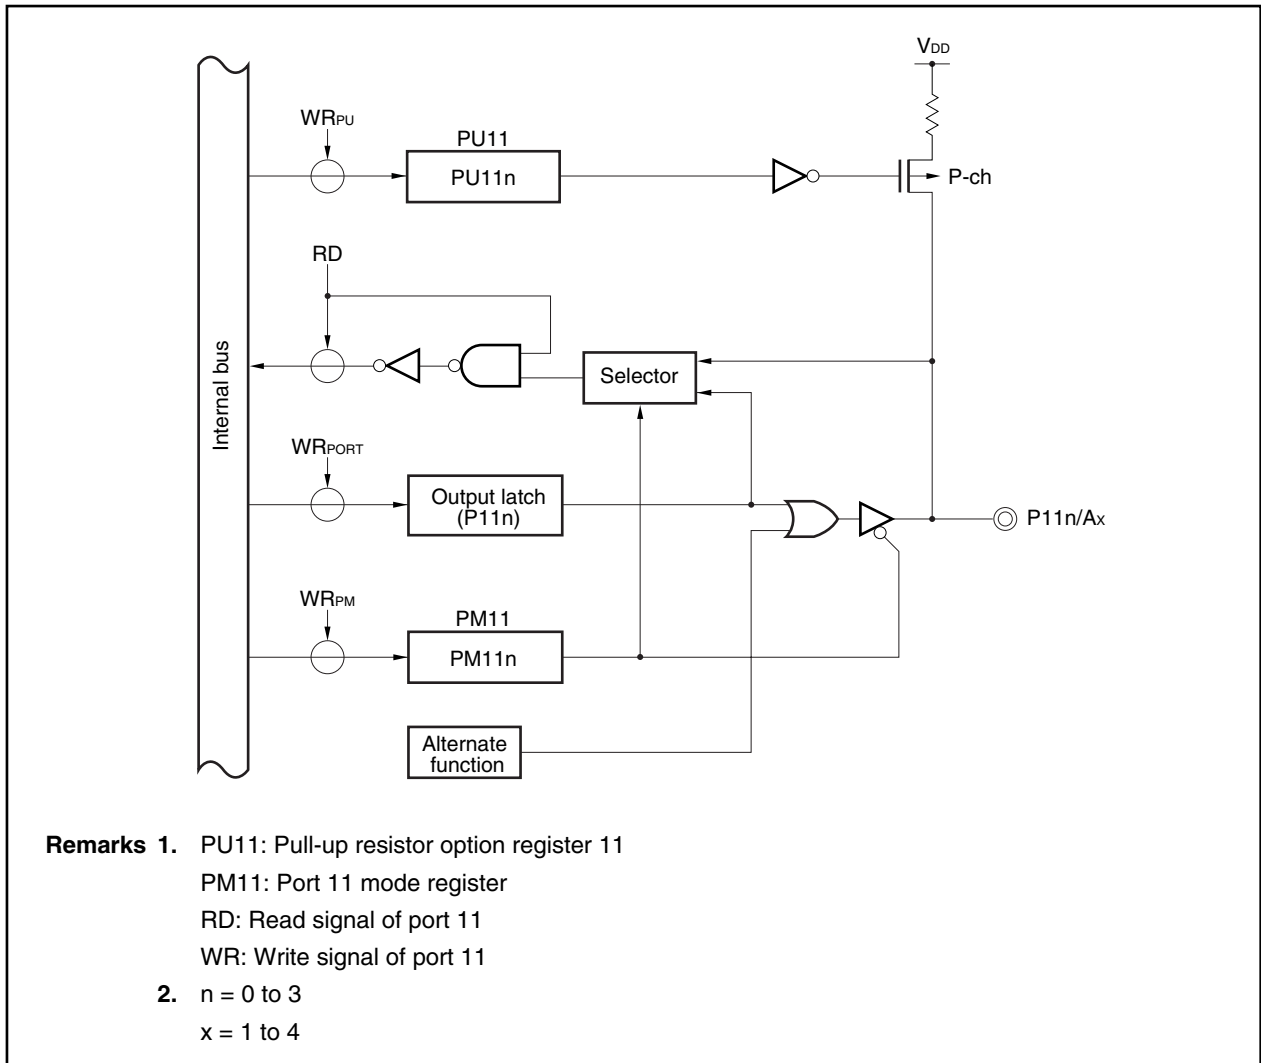 VDD
WRPU
PU11
PU11n
P-ch
RD
Selector
Internal bus
WRPORT
Output latch
(P11n)
P11n/Ax
WRPM
PM11
PM11n
Alternate
function
Remarks 1. PU11: Pull-up resistor option register 11
PM11: Port 11 mode register
RD: Read signal of port 11
WR: Write signal of port 11
2. n = 0 to 3
x = 1 to 4